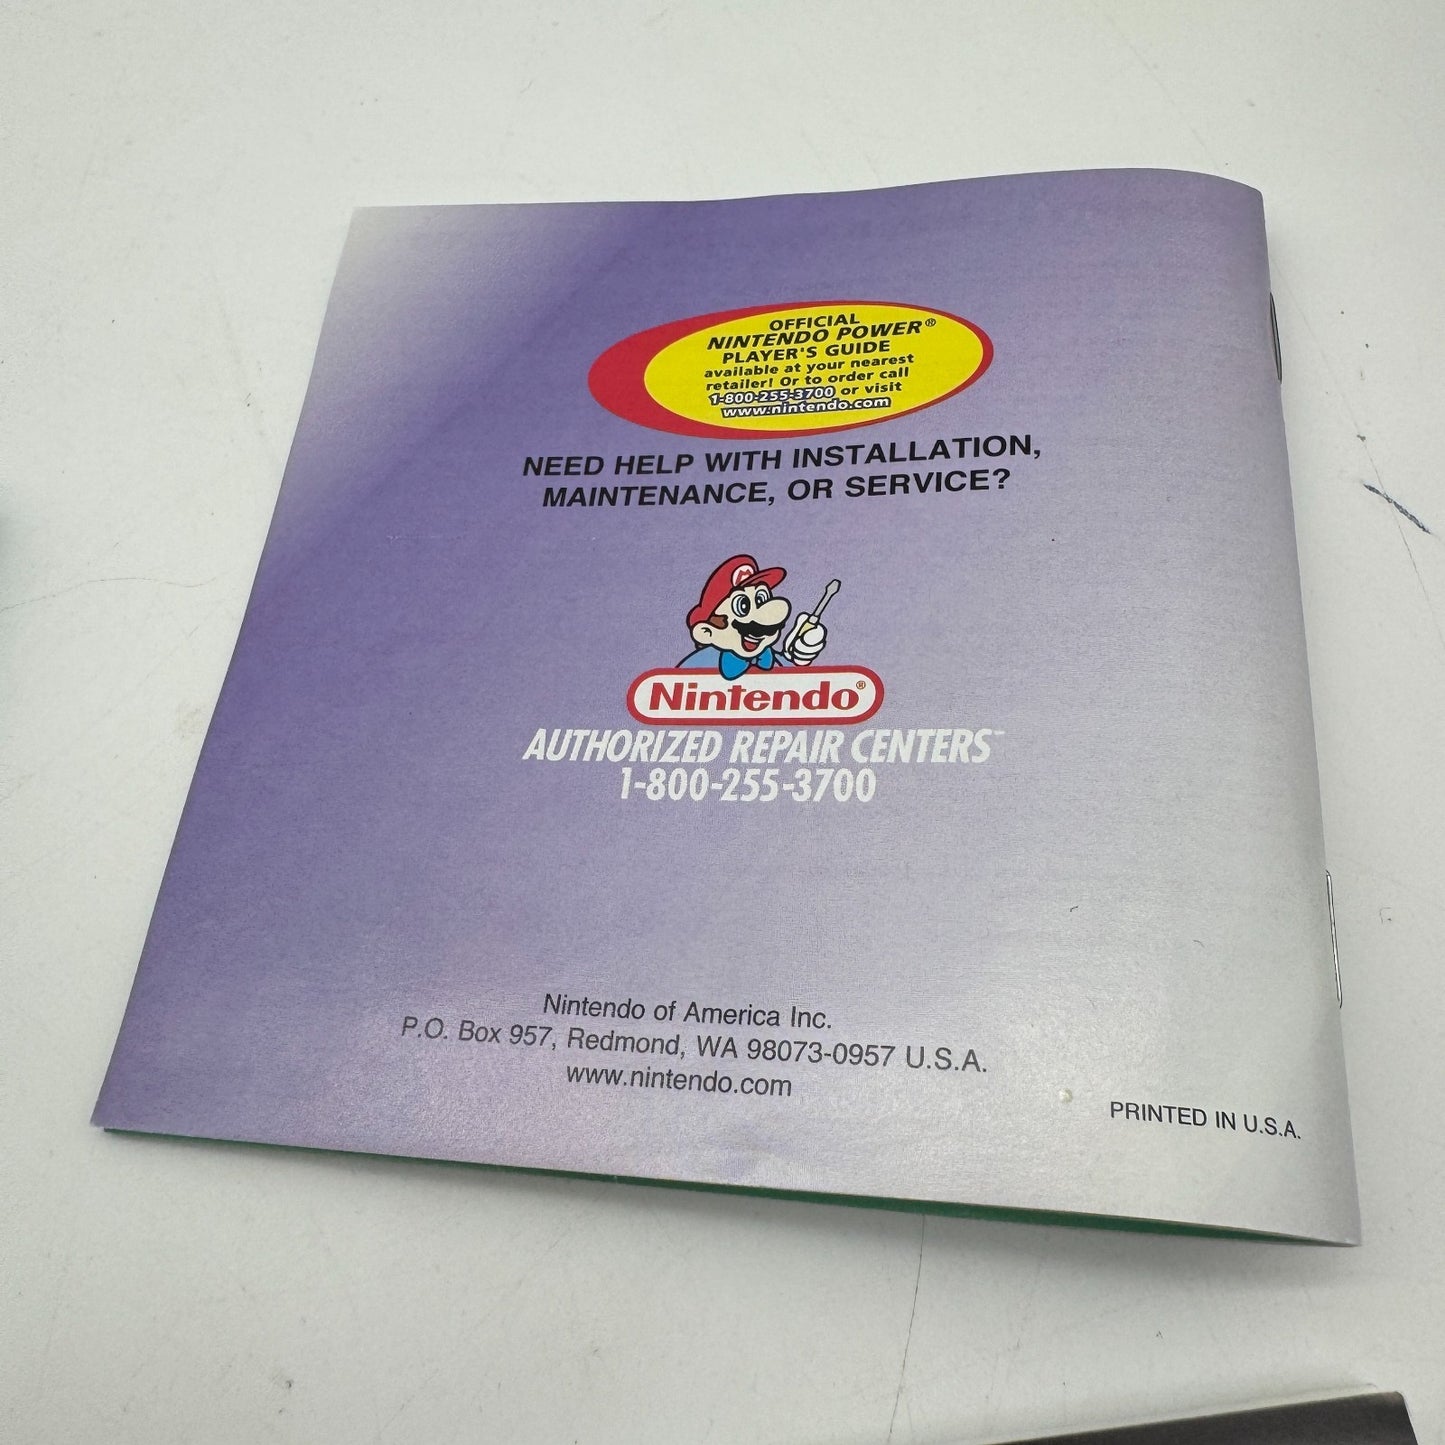 OFFICIAL
NINTENDO POWER®
PLAYER'S GUIDE
available at your nearest
retailer! Or to order call
1-800-255-3700 or visit
www.nintendo.com
NEED HELP WITH INSTALLATION,
MAINTENANCE, OR SERVICE?
M
Nintendo®
AUTHORIZED REPAIR CENTERS™
1-800-255-3700
Nintendo of America Inc.
P.O. Box 957, Redmond, WA 98073-0957 U.S.A.
www.nintendo.com
PRINTED IN U.S.A.